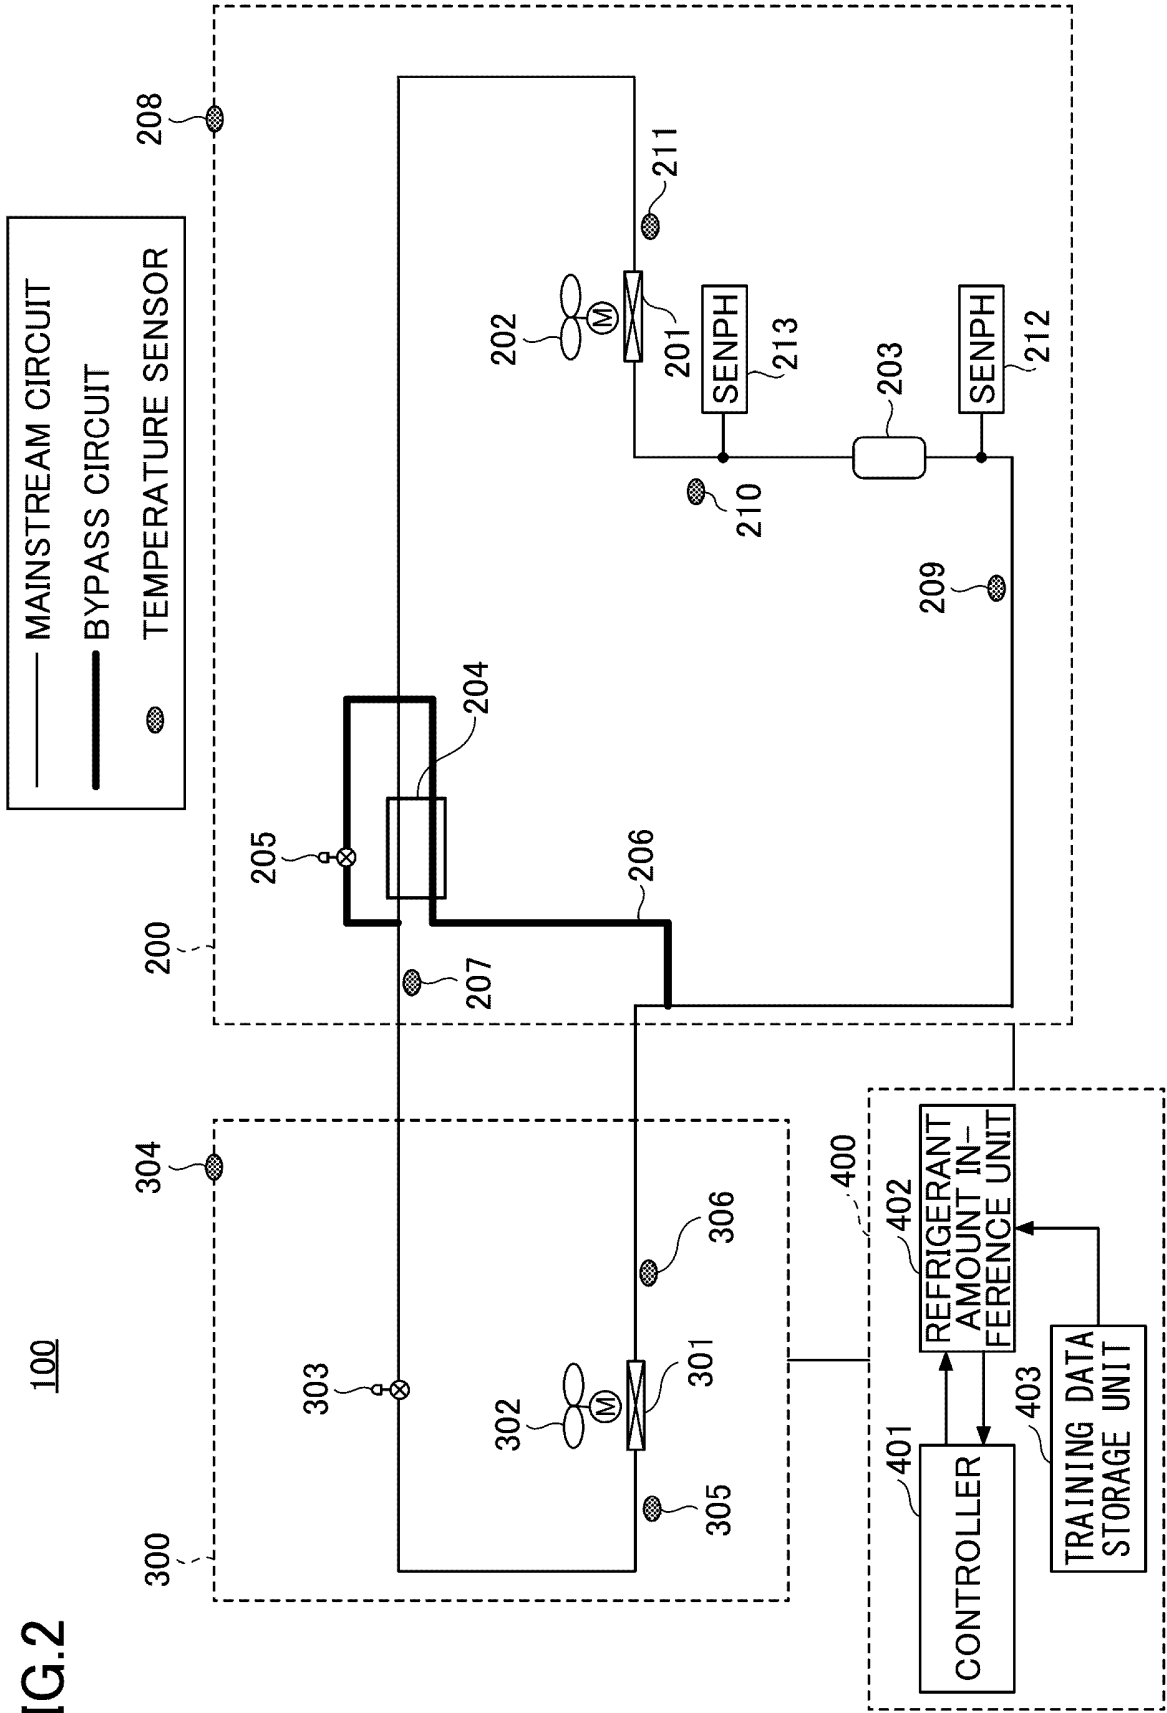 IG.2
100
MAINSTREAM CIRCUIT
BYPASS CIRCUIT
TEMPERATURE SENSOR
300
304
200
208
303
205
302
M
301
305
306
207
204
206
202
M
201
211
SENPH
213
210
203
SENPH
212
209
400
401
CONTROLLER
402
REFRIGERANT
AMOUNT IN-
FERENCE UNIT
403
TRAINING DATA
STORAGE UNIT